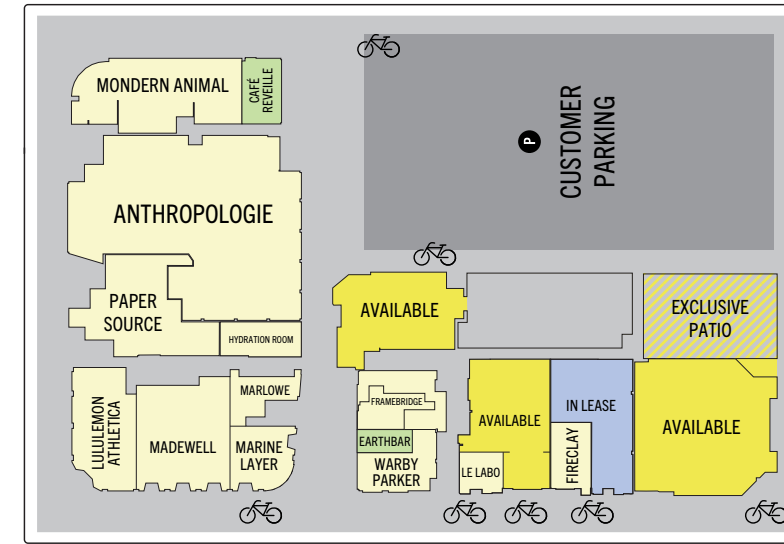 MONDERN ANIMAL
CAFÉ
REVEILLE
P
CUSTOMER
PARKING
ANTHROPOLOGIE
PAPER
SOURCE
HYDRATION ROOM
AVAILABLE
EXCLUSIVE
PATIO
LULULEMON
ATHLETICA
MADEWELL
MARLOWE
MARINE
LAYER
FRAMEBRIDGE
EARTHBAR
WARBY
PARKER
AVAILABLE
LE LABO
IN LEASE
FIRECLAY
AVAILABLE